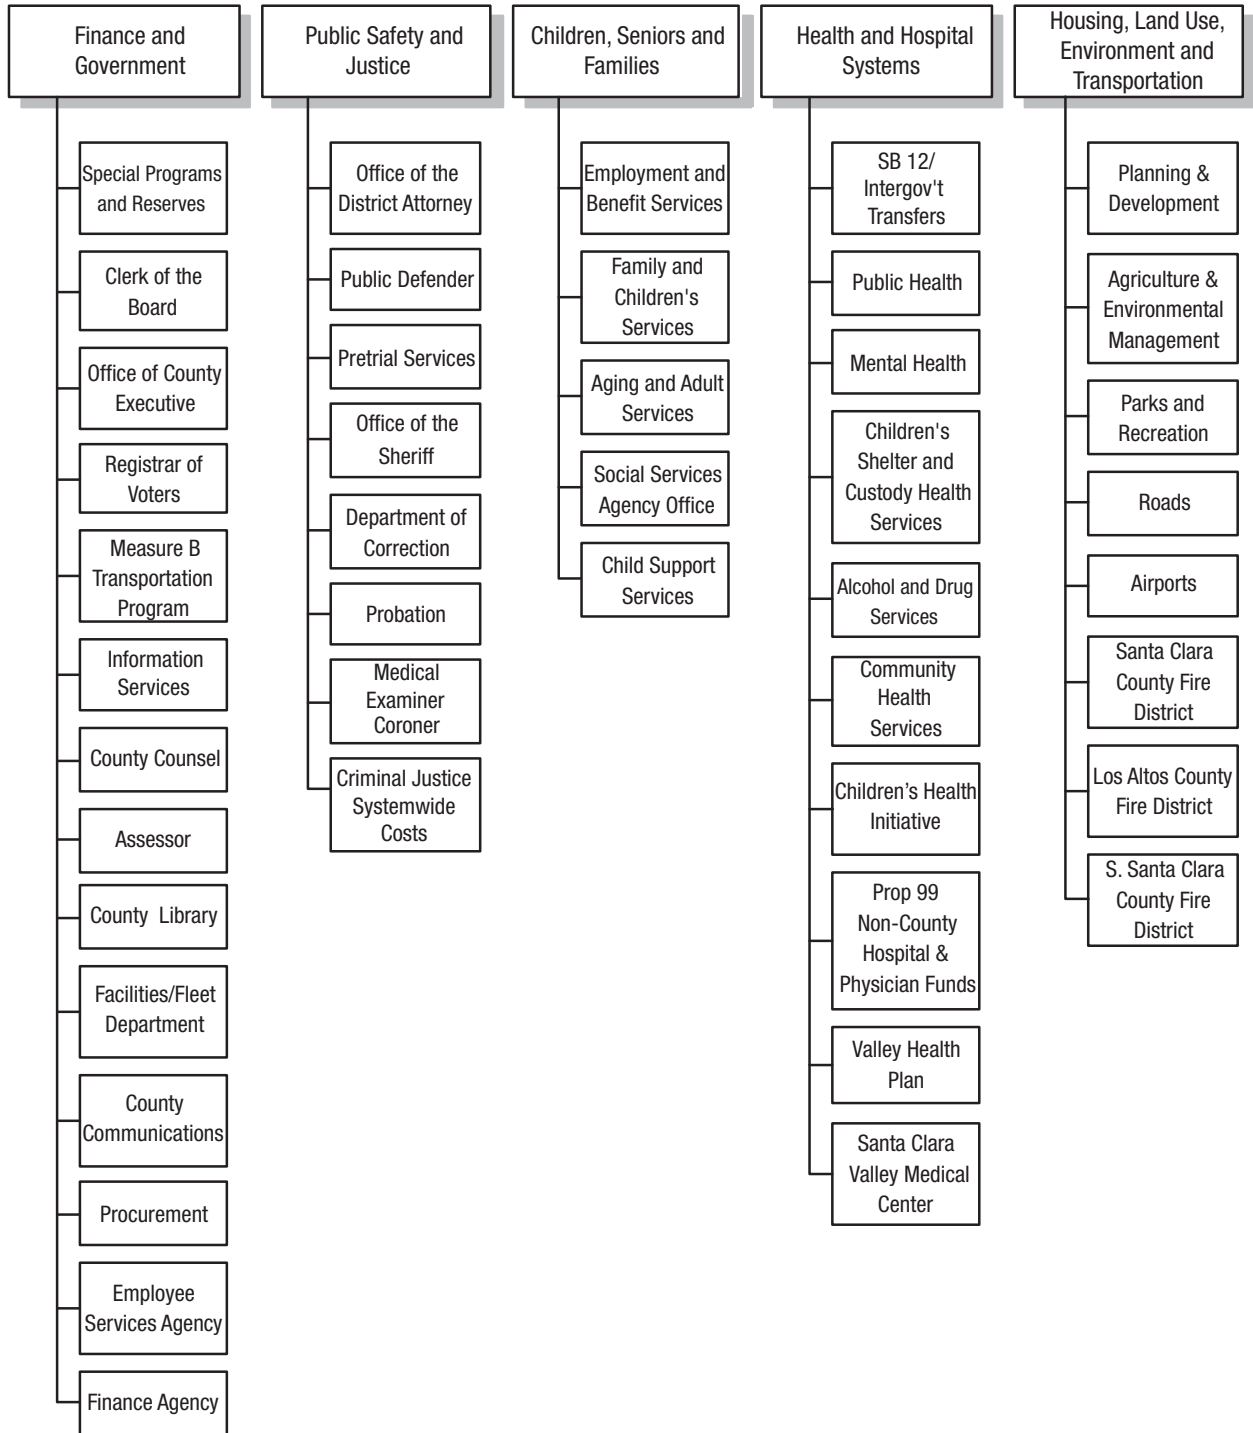 Finance and
Government
Special Programs
and Reserves
Clerk of the
Board
Office of County
Executive
Registrar of
Voters
Measure B
Transportation
Program
Information
Services
County Counsel
Assessor
County Library
Facilities/Fleet
Department
County
Communications
Procurement
Employee
Services Agency
Finance Agency
Public Safety and
Justice
Office of the
District Attorney
Public Defender
Pretrial Services
Office of the
Sheriff
Department of
Correction
Probation
Medical
Examiner
Coroner
Criminal Justice
Systemwide
Costs
Children, Seniors and
Families
Employment and
Benefit Services
Family and
Children's
Services
Aging and Adult
Services
Social Services
Agency Office
Child Support
Services
Health and Hospital
Systems
SB 12/
Intergov't
Transfers
Public Health
Mental Health
Children's
Shelter and
Custody Health
Services
Alcohol and Drug
Services
Community
Health
Services
Children’s Health
Initiative
Prop 99
Non-County
Hospital &
Physician Funds
Valley Health
Plan
Santa Clara
Valley Medical
Center
Housing, Land Use,
Environment and
Transportation
Planning &
Development
Agriculture &
Environmental
Management
Parks and
Recreation
Roads
Airports
Santa Clara
County Fire
District
Los Altos County
Fire District
S. Santa Clara
County Fire
District